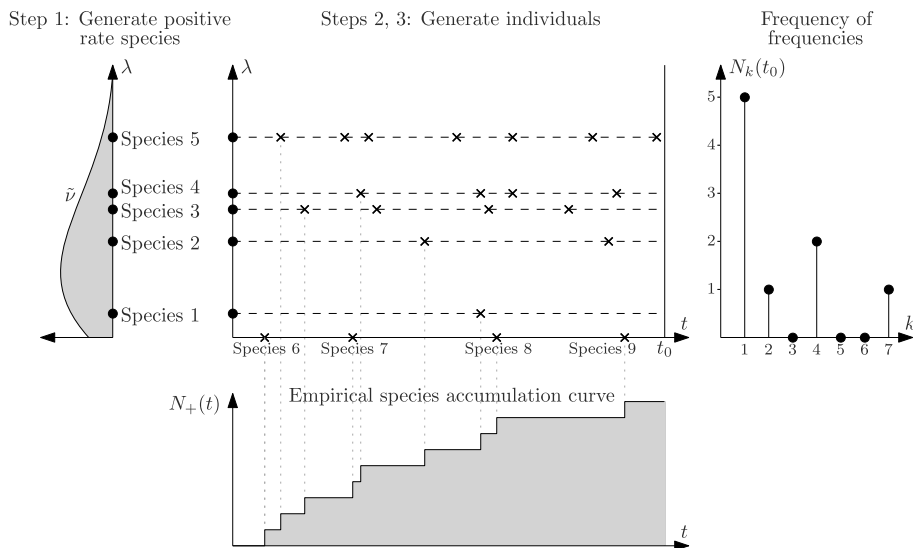 Step 1: Generate positive
rate species
Steps 2, 3: Generate individuals
Frequency of
frequencies
λ
λ
N_k(t_0)
ν̃
Species 5
Species 4
Species 3
Species 2
Species 1
5
4
3
2
1
t
k
Species 6
Species 7
Species 8
Species 9
t_0
1 2 3 4 5 6 7
N_+(t)
Empirical species accumulation curve
t